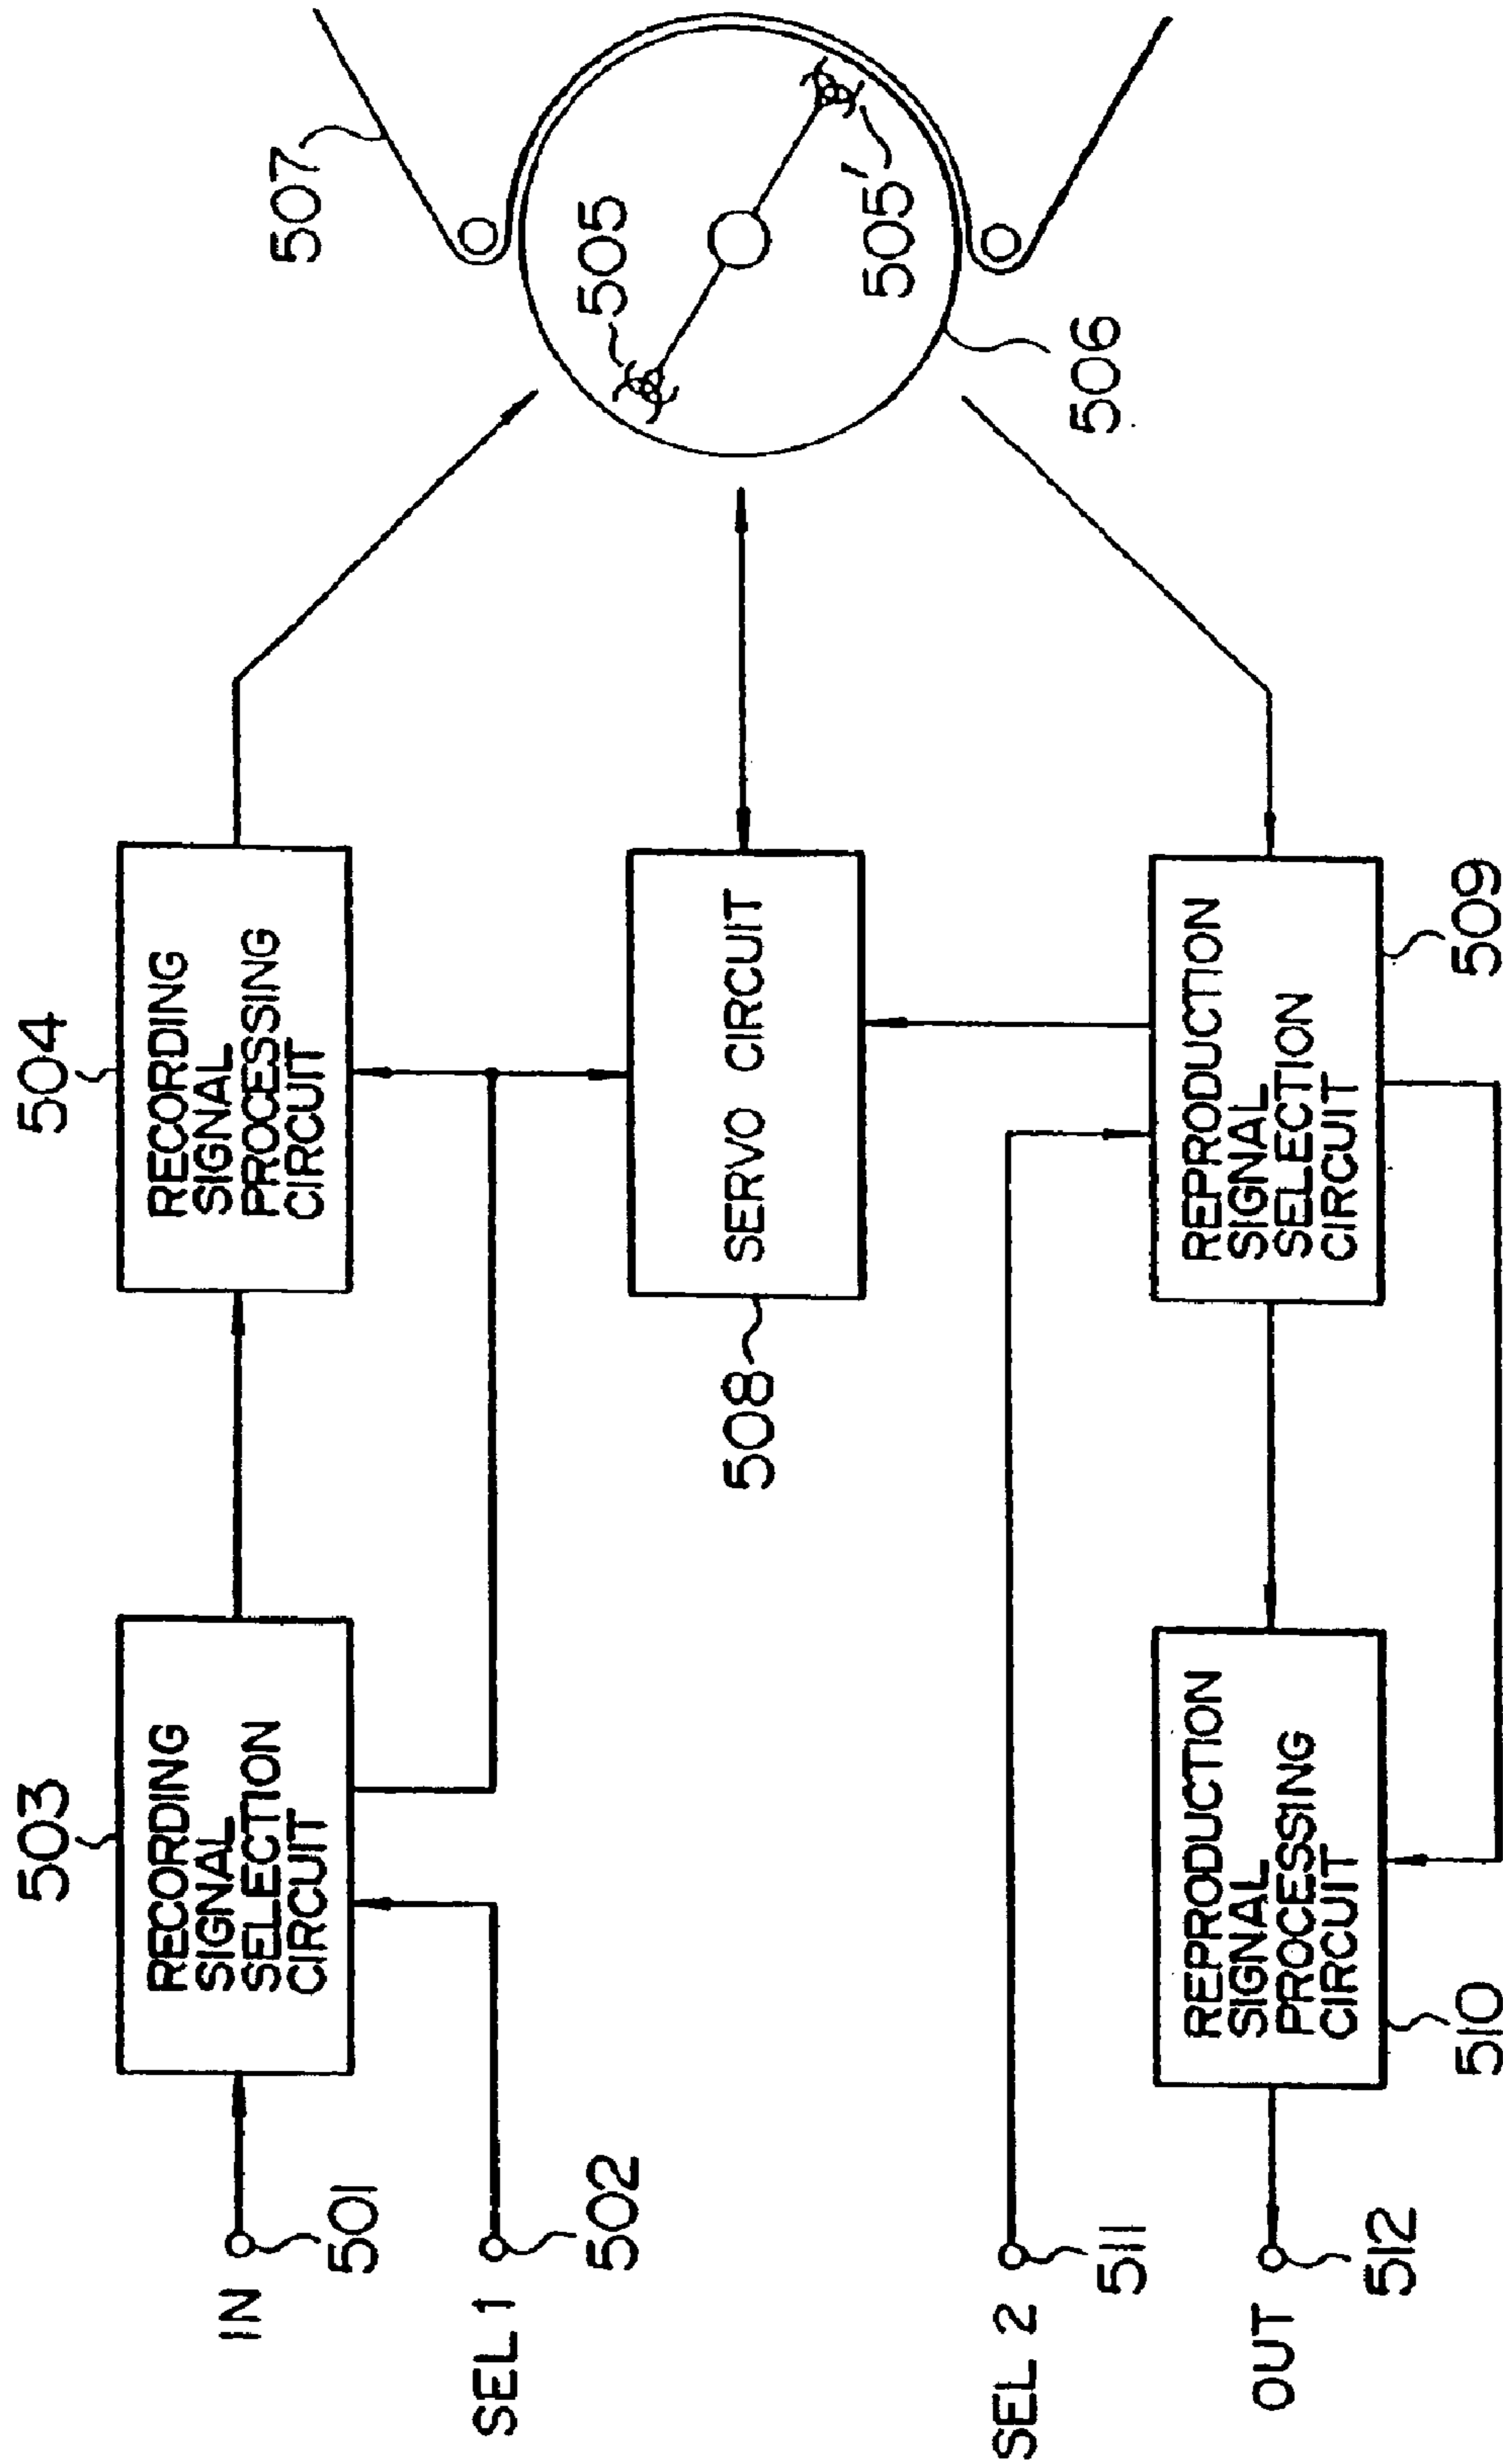 503
504
507
RECORDING
SIGNAL
SELECTION
CIRCUIT
RECORDING
SIGNAL
PROCESSING
CIRCUIT
IN
501
505
SEL 1
502
508
SERVO CIRCUIT
505'
506
SEL 2
511
REPRODUCTION
SIGNAL
PROCESSING
CIRCUIT
REPRODUCTION
SIGNAL
SELECTION
CIRCUIT
OUT
512
510
509